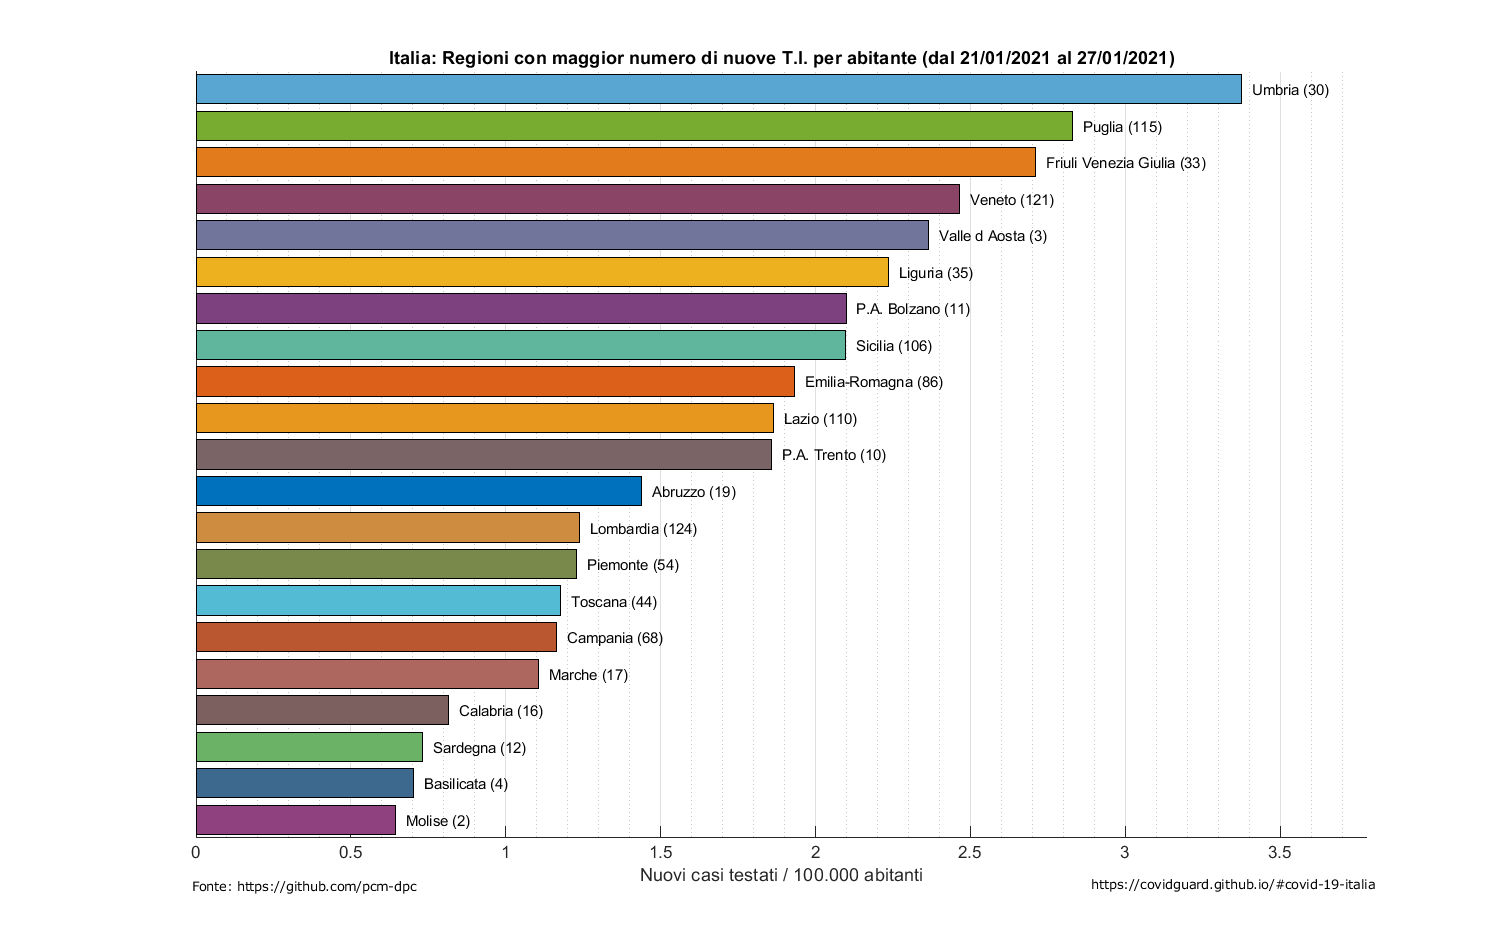 Italia: Regioni con maggior numero di nuove T.I. per abitante (dal 21/01/2021 al 27/01/2021)
Umbria (30)
Puglia (115)
Friuli Venezia Giulia (33)
Veneto (121)
Valle d Aosta (3)
Liguria (35)
P.A. Bolzano (11)
Sicilia (106)
Emilia-Romagna (86)
Lazio (110)
P.A. Trento (10)
Abruzzo (19)
Lombardia (124)
Piemonte (54)
Toscana (44)
Campania (68)
Marche (17)
Calabria (16)
Sardegna (12)
Basilicata (4)
Molise (2)
0 0.5 1 1.5 2 2.5 3 3.5
Nuovi casi testati / 100.000 abitanti
Fonte: https://github.com/pcm-dpc
https://covidguard.github.io/#covid-19-italia